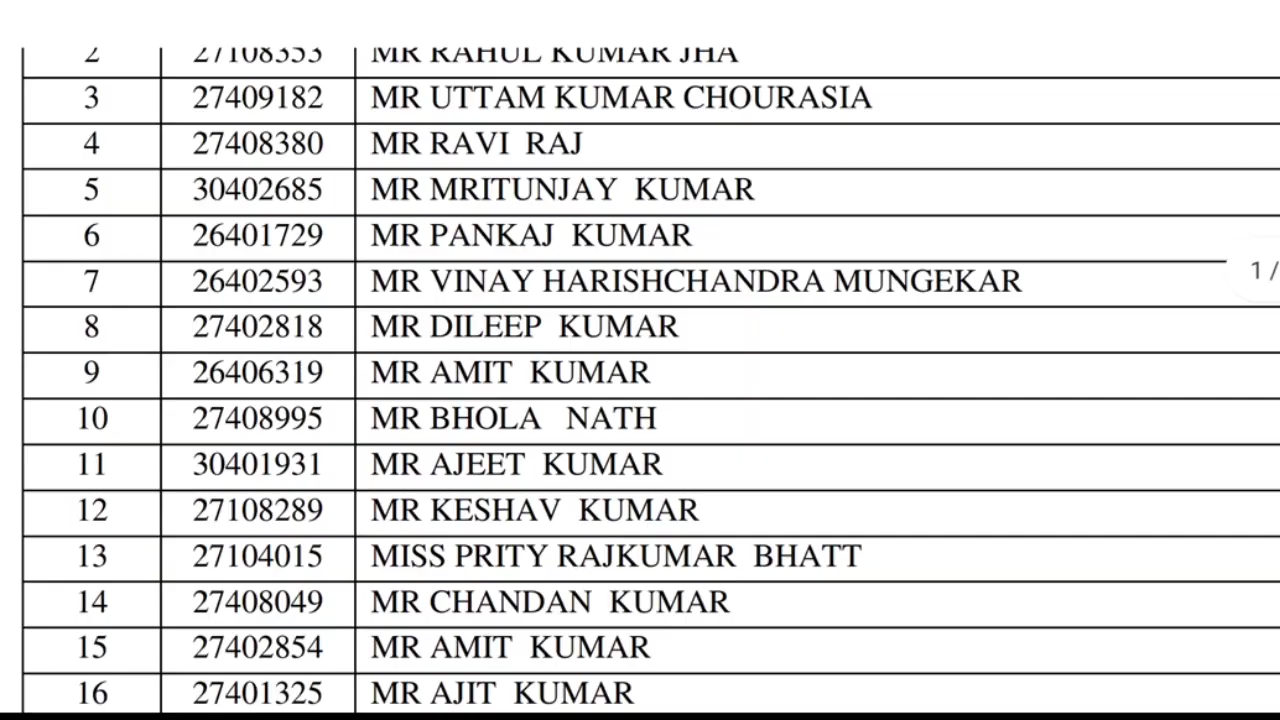 2 27108353 MR RAHUL KUMAR JHA
3 27409182 MR UTTAM KUMAR CHOURASIA
4 27408380 MR RAVI RAJ
5 30402685 MR MRITUNJAY KUMAR
6 26401729 MR PANKAJ KUMAR
7 26402593 MR VINAY HARISHCHANDRA MUNGEKAR
1 /
8 27402818 MR DILEEP KUMAR
9 26406319 MR AMIT KUMAR
10 27408995 MR BHOLA NATH
11 30401931 MR AJEET KUMAR
12 27108289 MR KESHAV KUMAR
13 27104015 MISS PRITY RAJKUMAR BHATT
14 27408049 MR CHANDAN KUMAR
15 27402854 MR AMIT KUMAR
16 27401325 MR AJIT KUMAR